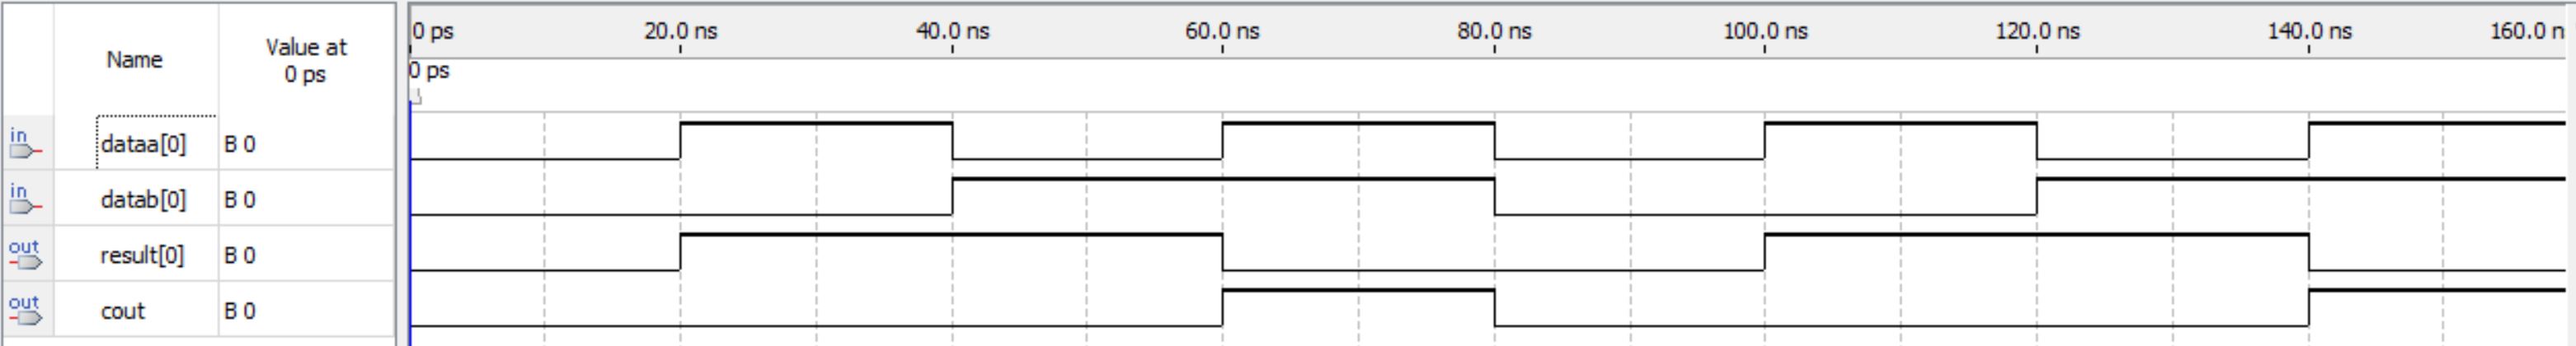 Name
Value at
0 ps
0 ps 20.0 ns 40.0 ns 60.0 ns 80.0 ns 100.0 ns 120.0 ns 140.0 ns 160.0 n
0 ps
in dataa[0] B 0
in datab[0] B 0
out result[0] B 0
out cout B 0